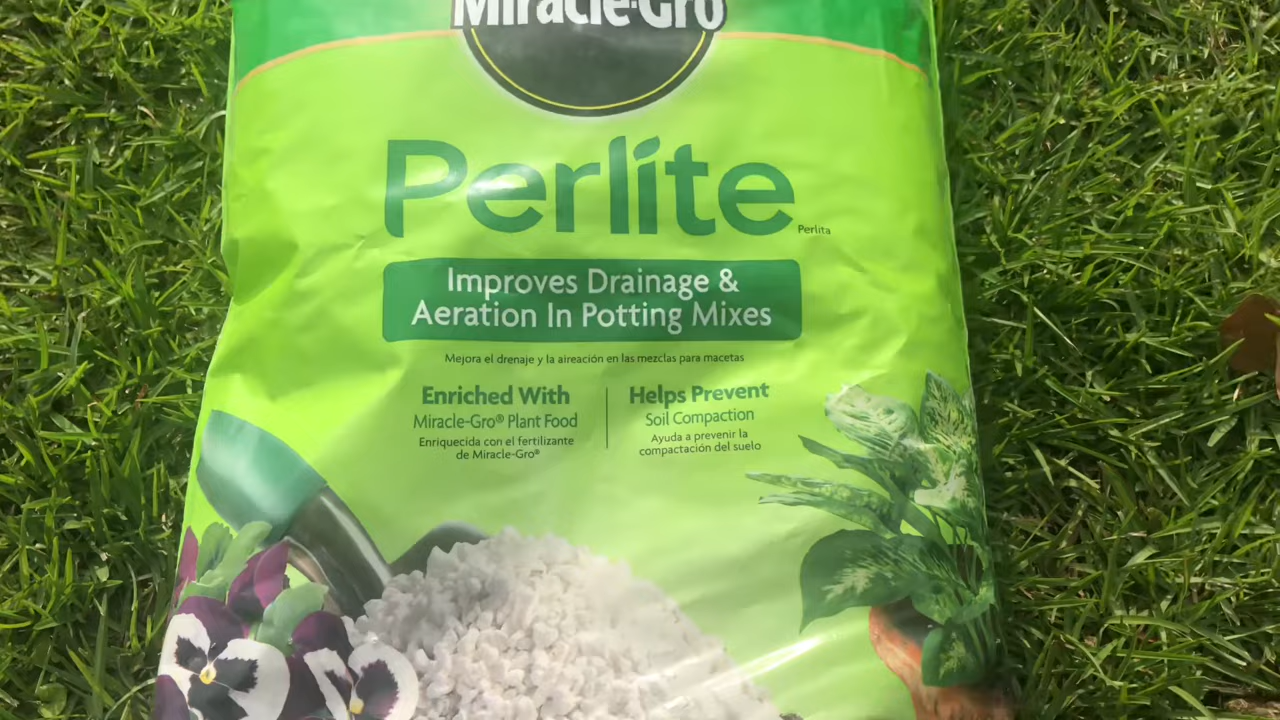 Miracle-Gro
Perlite
Perlita
Improves Drainage &
Aeration In Potting Mixes
Mejora el drenaje y la aireación en las mezclas para macetas
Enriched With
Miracle-Gro® Plant Food
Enriquecida con el fertilizante
de Miracle-Gro®
Helps Prevent
Soil Compaction
Ayuda a prevenir la
compactación del suelo